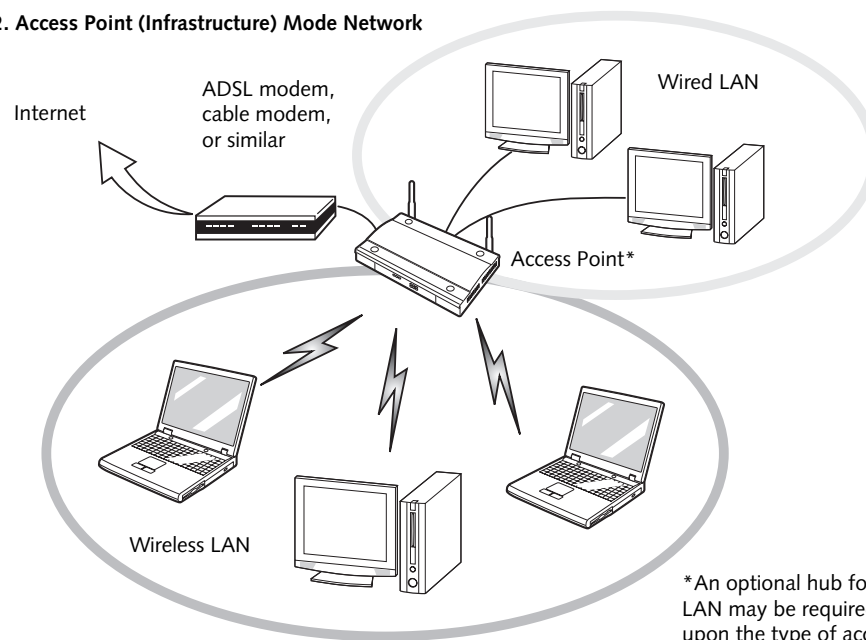 2. Access Point (Infrastructure) Mode Network
ADSL modem,
cable modem,
or similar
Internet
Wired LAN
Access Point*
Wireless LAN
*An optional hub fo
LAN may be require
upon the type of acc